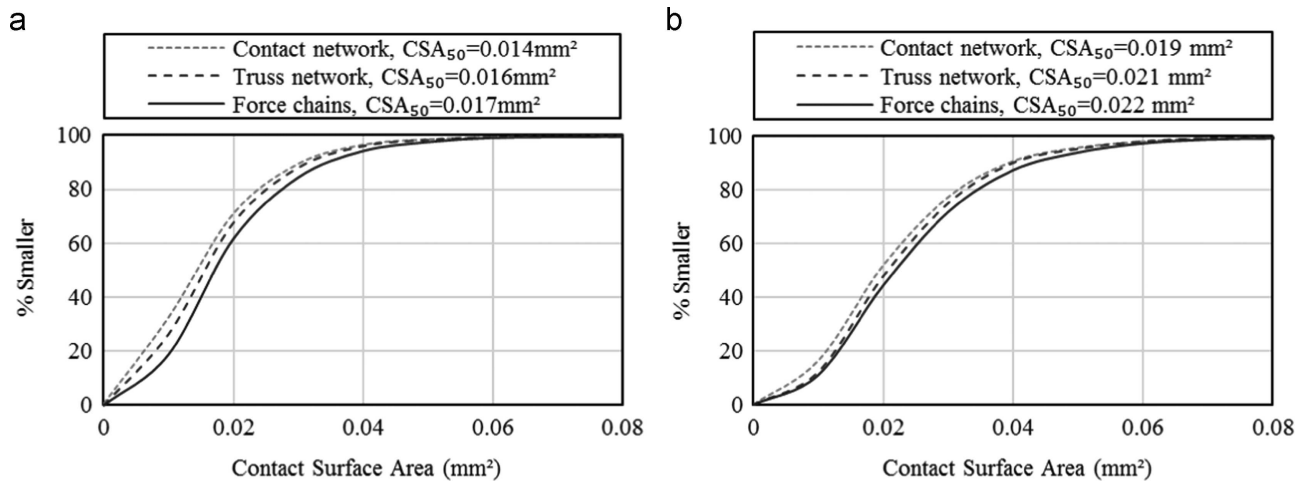 a
Contact network, CSA₅₀=0.014mm²
Truss network, CSA₅₀=0.016mm²
Force chains, CSA₅₀=0.017mm²
100
80
60
40
20
0
% Smaller
0 0.02 0.04 0.06 0.08
Contact Surface Area (mm²)
b
Contact network, CSA₅₀=0.019 mm²
Truss network, CSA₅₀=0.021 mm²
Force chains, CSA₅₀=0.022 mm²
100
80
60
40
20
0
% Smaller
0 0.02 0.04 0.06 0.08
Contact Surface Area (mm²)